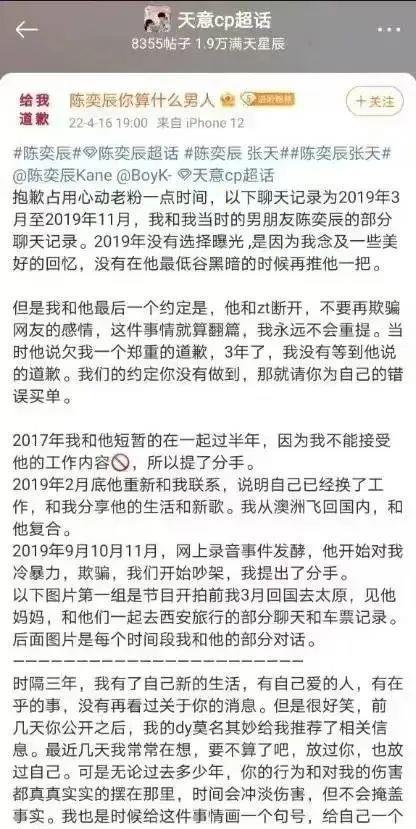 天意cp超话
8355帖子 1.9万满天星辰
给我
道歉
陈奕辰你算什么男人
22-4-16 19:00 来自 iPhone 12
+关注
#陈奕辰#陈奕辰超话 #陈奕辰 张天##陈奕辰张天#
@陈奕辰Kane @BoyK- 天意cp超话
抱歉占用心动老粉一点时间，以下聊天记录为2019年3
月至2019年11月，我和我当时的男朋友陈奕辰的部分
聊天记录。2019年没有选择曝光,是因为我念及一些美
好的回忆，没有在他最低谷黑暗的时候再推他一把。
但是我和他最后一个约定是，他和zt断开，不要再欺骗
网友的感情，这件事情就算翻篇，我永远不会重提。当
时他说欠我一个郑重的道歉，3年了，我没有等到他说
的道歉。我们的约定你没有做到，那就请你为自己的错
误买单。
2017年我和他短暂的在一起过半年，因为我不能接受
他的工作内容🚫，所以提了分手。
2019年2月底他重新和我联系，说明自己已经换了工
作，和我分享他的生活和新歌。我从澳洲飞回国内，和
他复合。
2019年9月10月11月，网上录音事件发酵，他开始对我
冷暴力，欺骗，我们开始吵架，我提出了分手。
以下图片第一组是节目开拍前我3月回国去太原，见他
妈妈，和他们一起去西安旅行的部分聊天和车票记录。
后面图片是每个时间段我和他的部分对话。
————————————————————————
时隔三年，我有了自己新的生活，有自己爱的人，有在
乎的事，没有再看过关于你的消息。但是很好笑，前
几天你公开之后，我的dy莫名其妙给我推荐了相关信
息。最近几天我常常在想，要不算了吧，放过你，也放
过自己。可是无论过去多少年，你的行为和对我的伤害
都真真实实的摆在那里，时间会冲淡伤害，但不会掩盖
事实。我也是时候给这件事情画一个句号，给自己一个